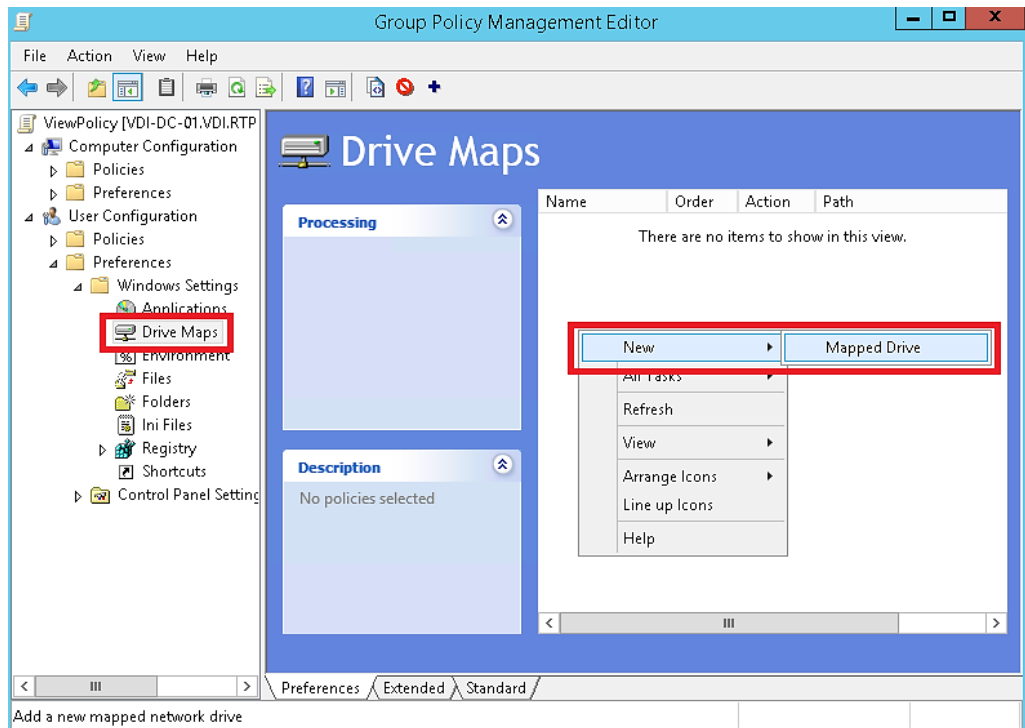 Group Policy Management Editor
File Action View Help
ViewPolicy [VDI-DC-01.VDI.RTP
Computer Configuration
Policies
Preferences
User Configuration
Policies
Preferences
Windows Settings
Applications
Drive Maps
Environment
Files
Folders
Ini Files
Registry
Shortcuts
Control Panel Setting
Drive Maps
Processing
Description
No policies selected
Name Order Action Path
There are no items to show in this view.
New
Mapped Drive
All Tasks
Refresh
View
Arrange Icons
Line up Icons
Help
Preferences Extended Standard
Add a new mapped network drive